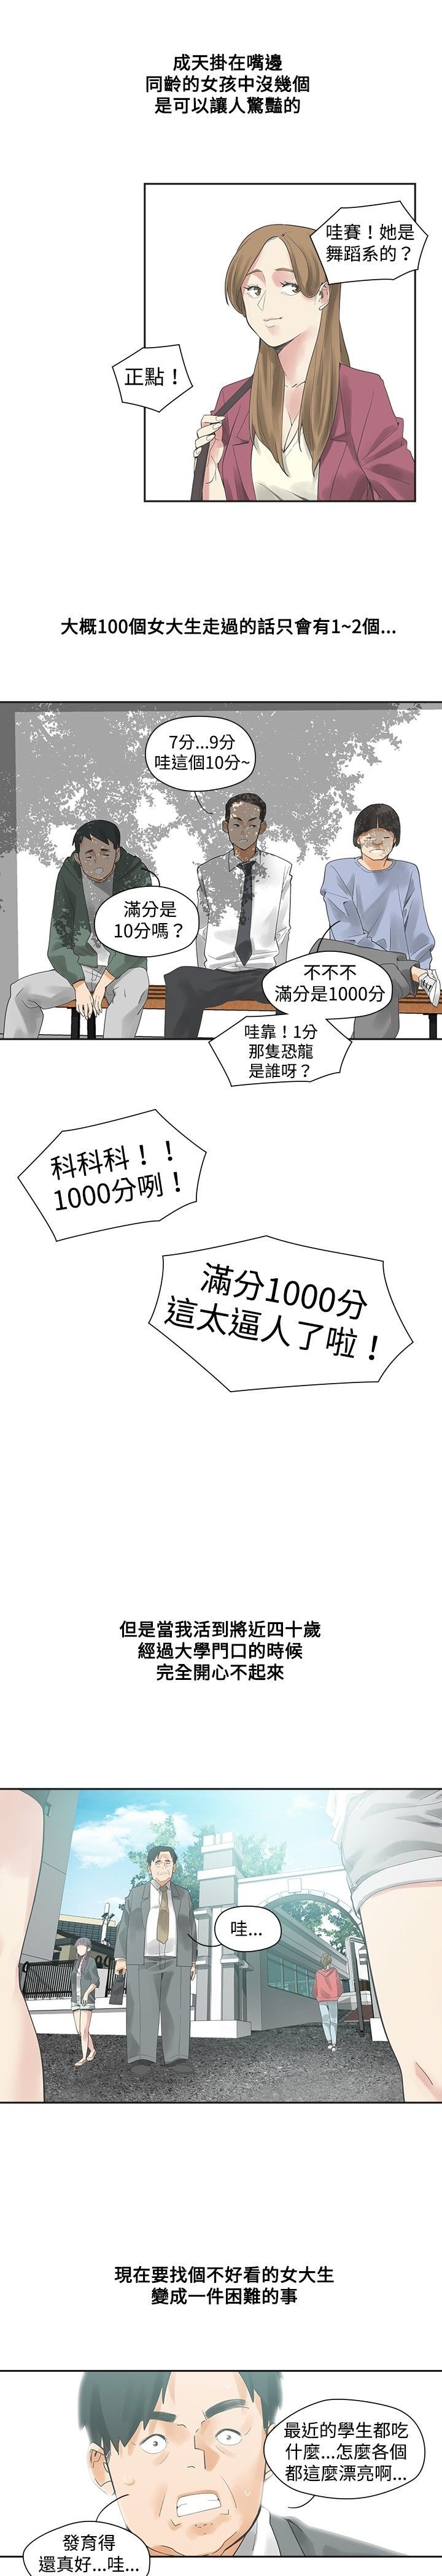 成天掛在嘴邊
同齡的女孩中沒幾個
是可以讓人驚豔的
哇賽！她是
舞蹈系的？
正點！
大概100個女大生走過的話只會有1~2個...
7分...9分
哇這個10分~
滿分是
10分嗎？
不不不
滿分是1000分
哇靠！1分
那隻恐龍
是誰呀？
科科科！！
1000分咧！
滿分1000分
這太逼人了啦！
但是當我活到將近四十歲
經過大學門口的時候
完全開心不起來
哇...
現在要找個不好看的女大生
變成一件困難的事
最近的學生都吃
什麼...怎麼各個
都這麼漂亮啊...
發育得
還真好...哇...